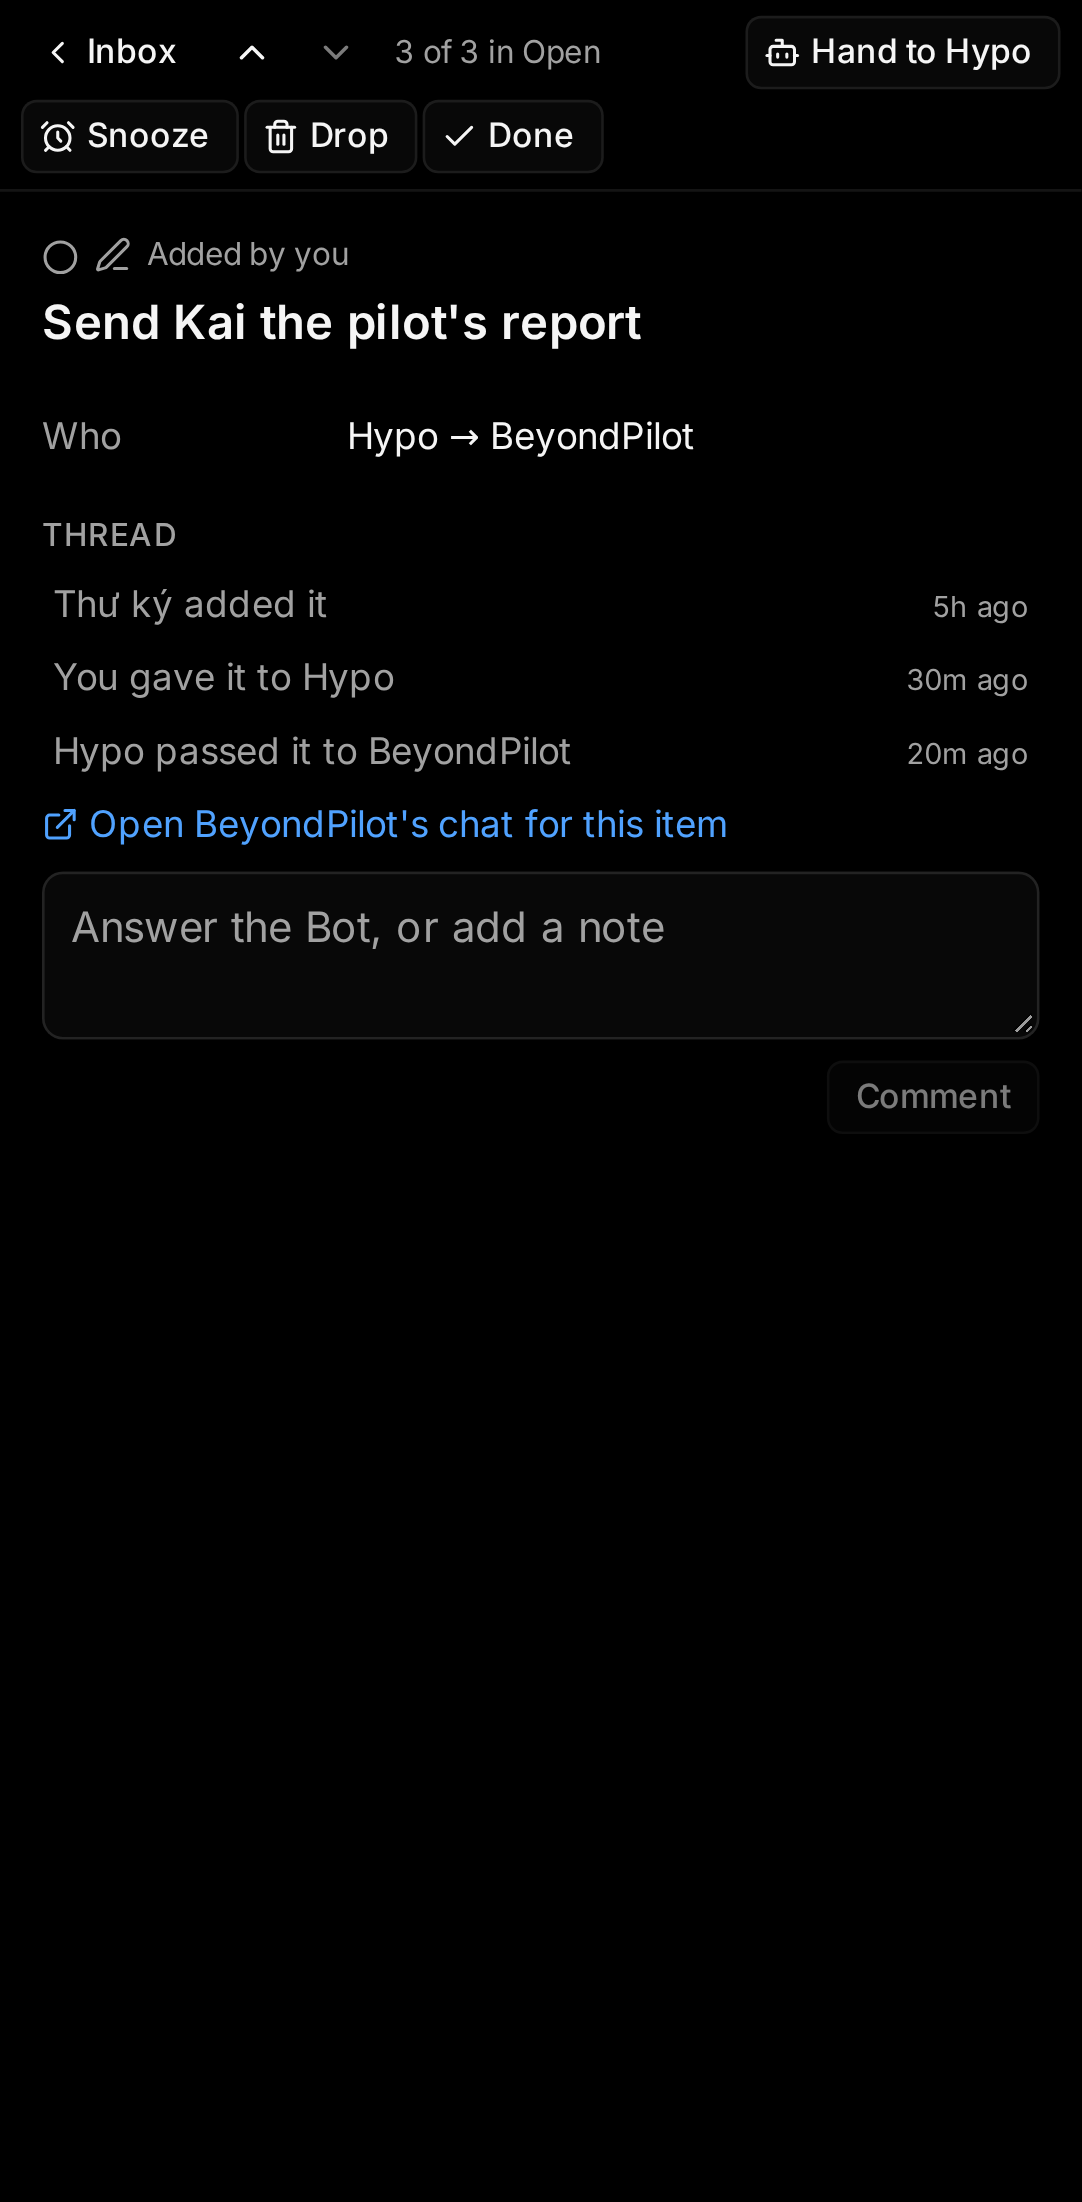 Inbox
3 of 3 in Open
Hand to Hypo
Snooze
Drop
Done
Added by you
Send Kai the pilot's report
Who
Hypo → BeyondPilot
THREAD
Thư ký added it
5h ago
You gave it to Hypo
30m ago
Hypo passed it to BeyondPilot
20m ago
Open BeyondPilot's chat for this item
Answer the Bot, or add a note
Comment